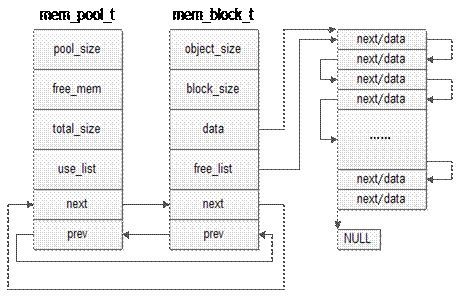 mem_pool_t
pool_size
free_mem
total_size
use_list
next
prev
mem_block_t
object_size
block_size
data
free_list
next
prev
next/data
next/data
next/data
next/data
......
next/data
next/data
NULL